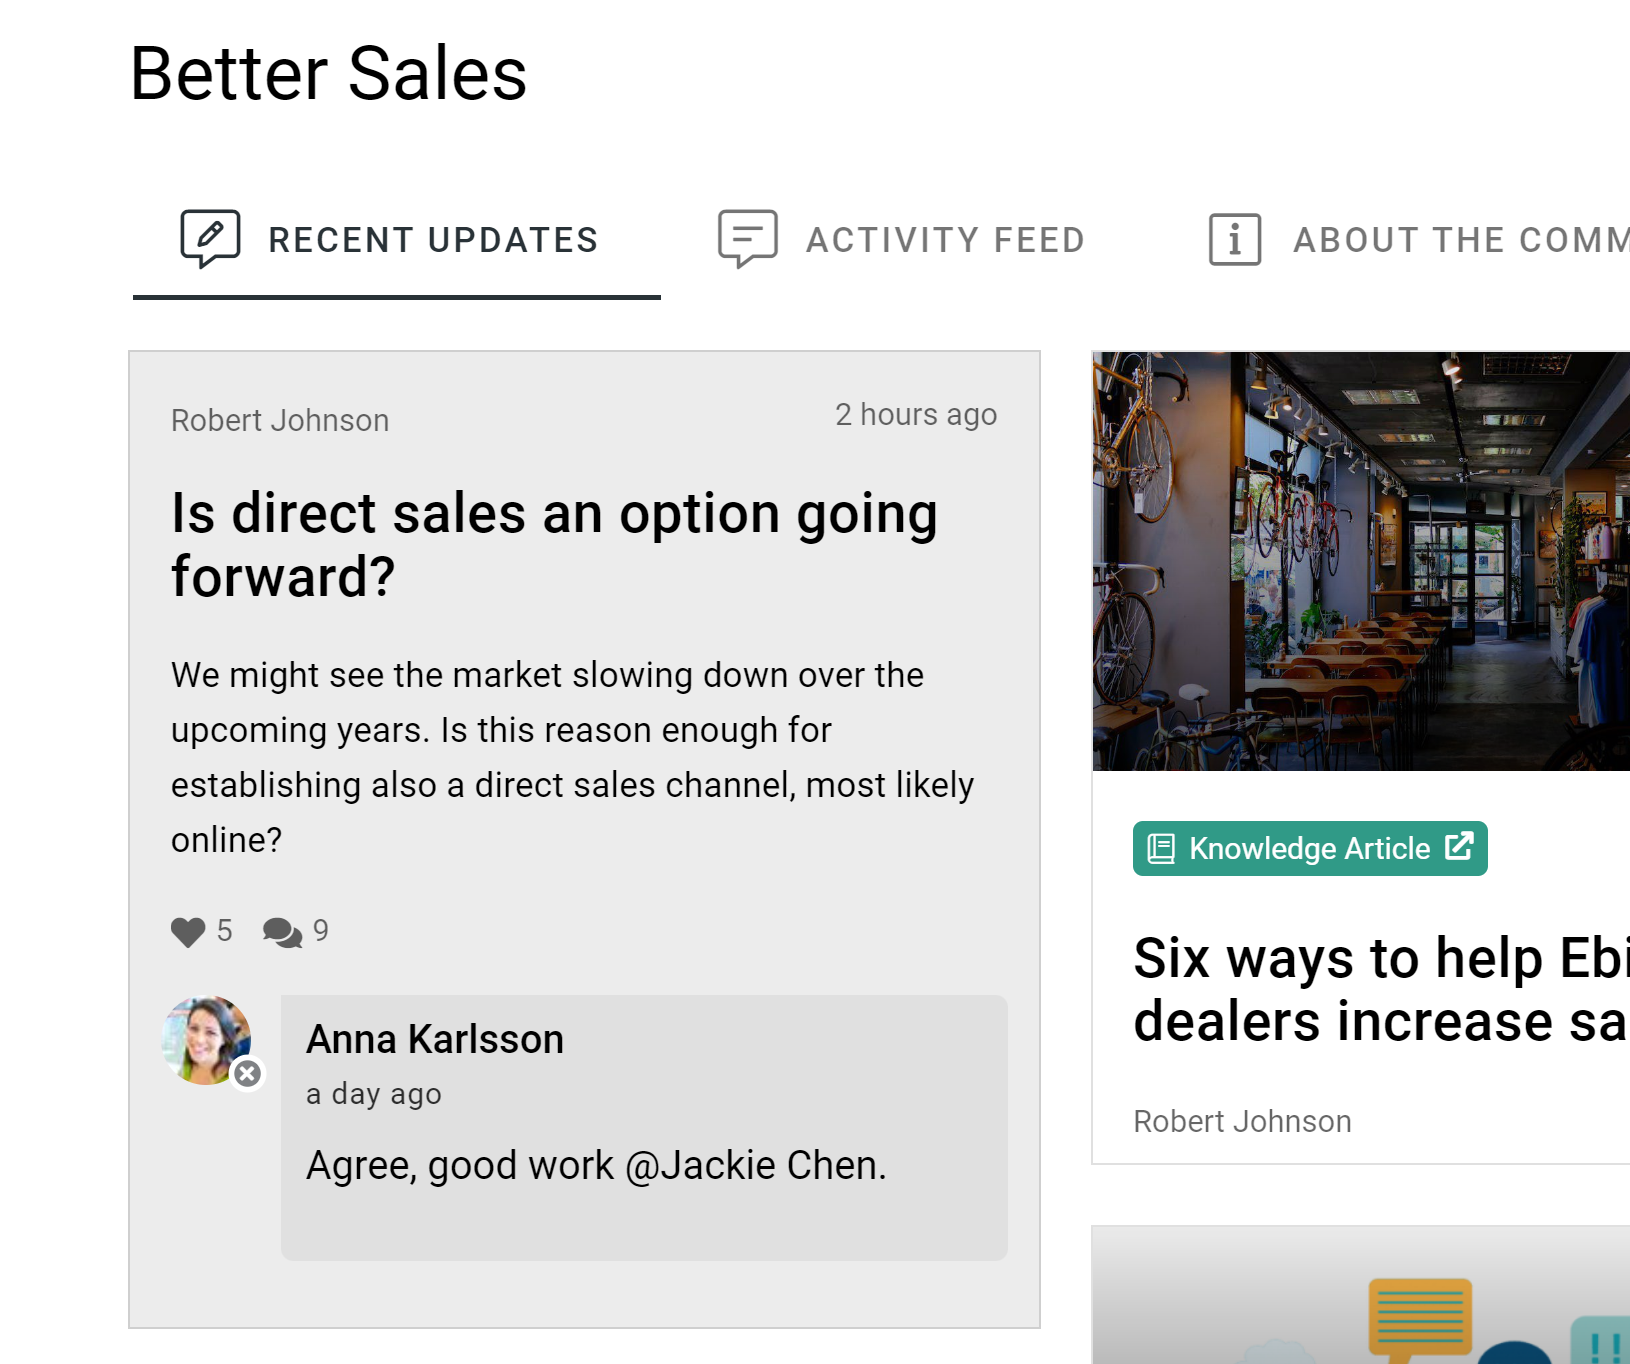 Better Sales
RECENT UPDATES
ACTIVITY FEED
ABOUT THE COMM
Robert Johnson
2 hours ago
Is direct sales an option going
forward?
We might see the market slowing down over the
upcoming years. Is this reason enough for
establishing also a direct sales channel, most likely
online?
5
9
Anna Karlsson
a day ago
Agree, good work @Jackie Chen.
Knowledge Article
Six ways to help Ebi
dealers increase sa
Robert Johnson